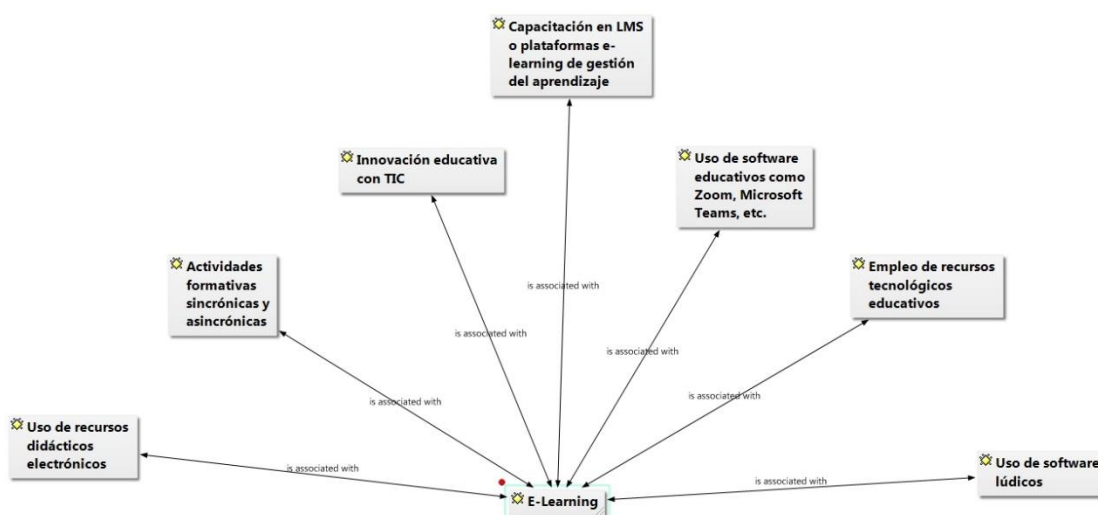 Capacitación en LMS
o plataformas e-
learning de gestión
del aprendizaje
Innovación educativa
con TIC
Uso de software
educativos como
Zoom, Microsoft
Teams, etc.
Actividades
formativas
sincrónicas y
asincrónicas
Empleo de recursos
tecnológicos
educativos
is associated with
is associated with
is associated with
is associated with
is associated with
Uso de recursos
didácticos
electrónicos
is associated with
is associated with
Uso de software
lúdicos
E-Learning